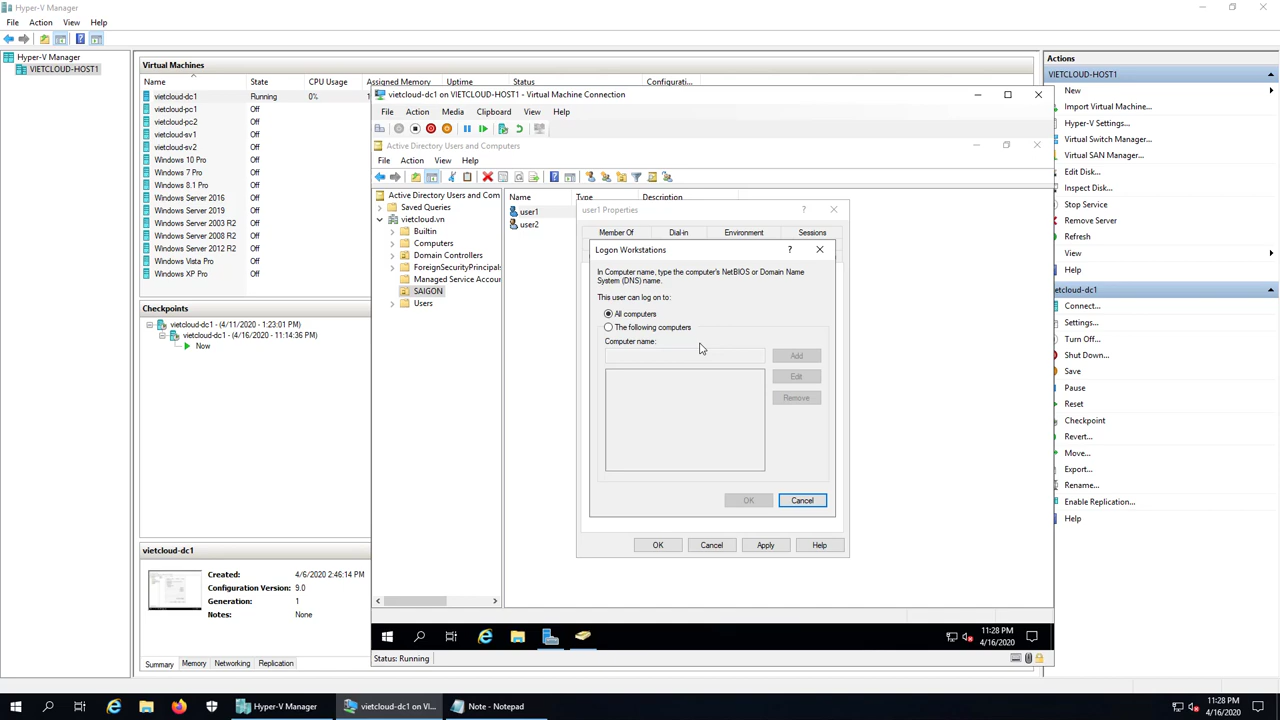 Hyper-V Manager
File Action View Help
Hyper-V Manager
VIETCLOUD-HOST1
Virtual Machines
Name State CPU Usage Assigned Memory Uptime Status Configurati...
vietcloud-dc1 Running 0%
vietcloud-pc1 Off
vietcloud-pc2 Off
vietcloud-sv1 Off
vietcloud-sv2 Off
Windows 10 Pro Off
Windows 7 Pro Off
Windows 8.1 Pro Off
Windows Server 2016 Off
Windows Server 2019 Off
Windows Server 2003 R2 Off
Windows Server 2008 R2 Off
Windows Server 2012 R2 Off
Windows Vista Pro Off
Windows XP Pro Off
Checkpoints
vietcloud-dc1 - (4/11/2020 - 1:23:01 PM)
vietcloud-dc1 - (4/16/2020 - 11:14:36 PM)
Now
vietcloud-dc1
Created: 4/6/2020 2:46:14 PM
Configuration Version: 9.0
Generation: 1
Notes: None
Summary Memory Networking Replication
vietcloud-dc1 on VIETCLOUD-HOST1 - Virtual Machine Connection
File Action Media Clipboard View Help
Active Directory Users and Computers
File Action View Help
Active Directory Users and Com
Saved Queries
vietcloud.vn
Builtin
Computers
Domain Controllers
ForeignSecurityPrincipals
Managed Service Accour
SAIGON
Users
Name Type Description
user1
user2
user1 Properties ?
Member Of Dial-in Environment Sessions
Logon Workstations ?
In Computer name, type the computer's NetBIOS or Domain Name
System (DNS) name.
This user can log on to:
All computers
The following computers
Computer name:
Add
Edit
Remove
OK Cancel
OK Cancel Apply Help
11:28 PM
4/16/2020
Status: Running
Actions
VIETCLOUD-HOST1
New
Import Virtual Machine...
Hyper-V Settings...
Virtual Switch Manager...
Virtual SAN Manager...
Edit Disk...
Inspect Disk...
Stop Service
Remove Server
Refresh
View
Help
ietcloud-dc1
Connect...
Settings...
Turn Off...
Shut Down...
Save
Pause
Reset
Checkpoint
Revert...
Move...
Export...
Rename...
Enable Replication...
Help
Hyper-V Manager
vietcloud-dc1 on VI...
Note - Notepad
11:28 PM
4/16/2020